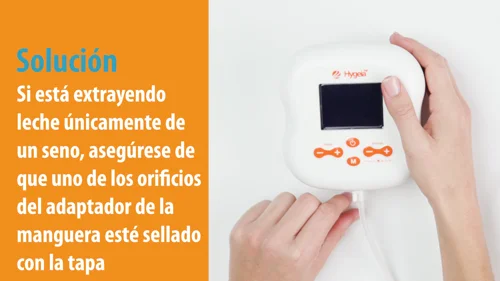 Solución
Si está extrayendo
leche únicamente de
un seno, asegúrese de
que uno de los orificios
del adaptador de la
manguera esté sellado
con la tapa
Hygeia